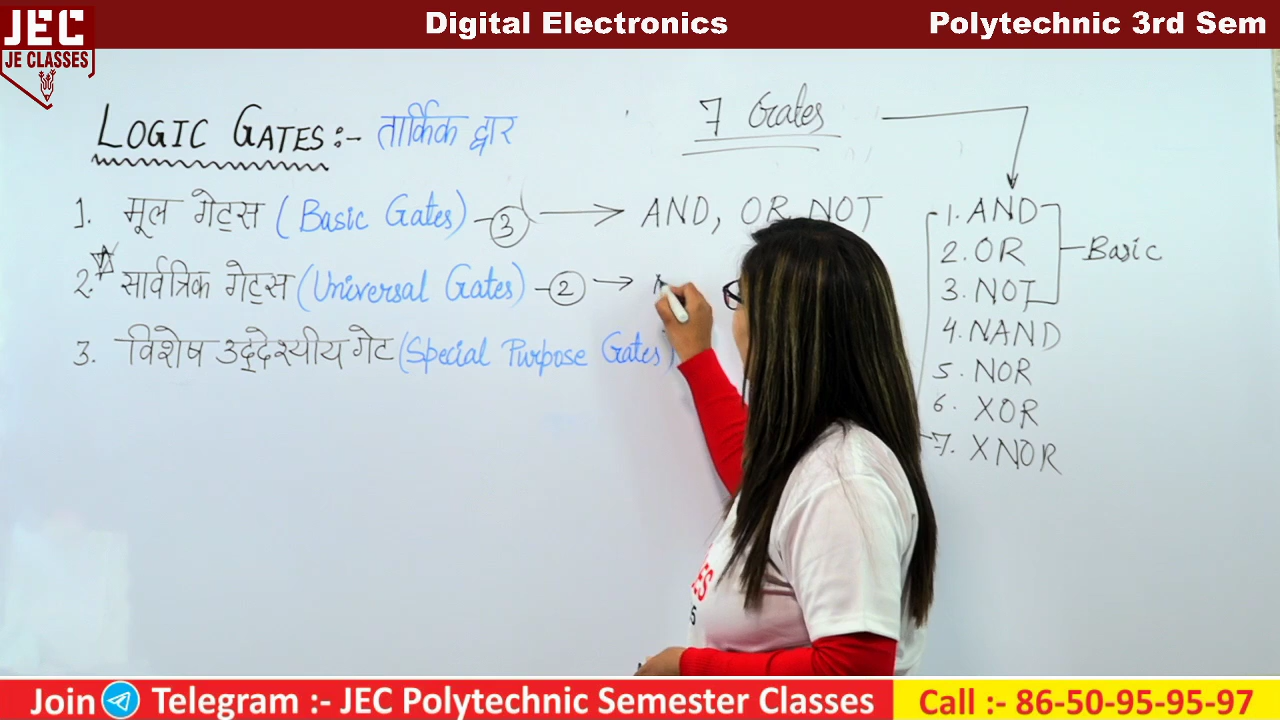 JEC
JE CLASSES
Digital Electronics
Polytechnic 3rd Sem
LOGIC GATES:- तार्किक द्वार
7 Gates
1. मूल गेट्स (Basic Gates) - 3 → AND, OR NOT
2. सार्वत्रिक गेट्स (Universal Gates) - 2 →
3. विशेष उद्देश्यीय गेट (Special Purpose Gates)
1. AND
2. OR
3. NOT
Basic
4. NAND
5. NOR
6. XOR
7. XNOR
Join Telegram :- JEC Polytechnic Semester Classes
Call :- 86-50-95-95-97